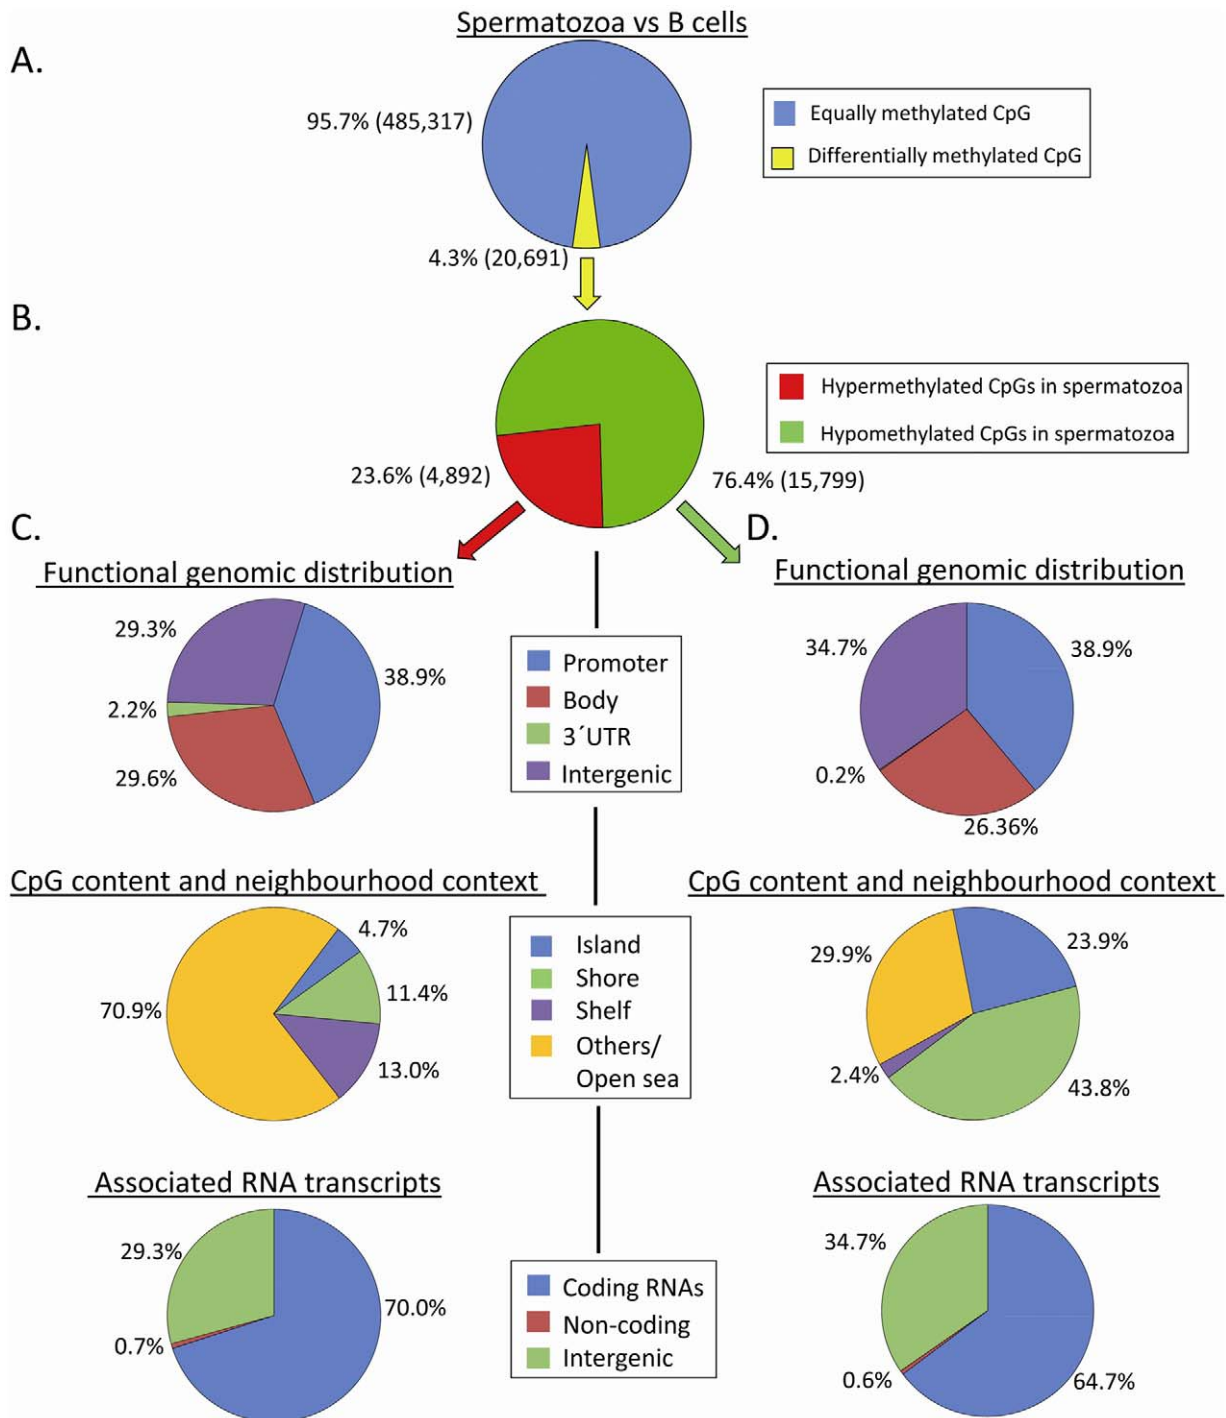 Spermatozoa vs B cells
A.
95.7% (485,317)
Equally methylated CpG
Differentially methylated CpG
4.3% (20,691)
B.
Hypermethylated CpGs in spermatozoa
Hypomethylated CpGs in spermatozoa
23.6% (4,892)
76.4% (15,799)
C.
D.
Functional genomic distribution
Functional genomic distribution
29.3%
38.9%
2.2%
29.6%
Promoter
Body
3´UTR
Intergenic
34.7%
38.9%
0.2%
26.36%
CpG content and neighbourhood context
CpG content and neighbourhood context
4.7%
11.4%
70.9%
13.0%
Island
Shore
Shelf
Others/
Open sea
29.9%
23.9%
2.4%
43.8%
Associated RNA transcripts
Associated RNA transcripts
29.3%
70.0%
0.7%
Coding RNAs
Non-coding
Intergenic
34.7%
0.6%
64.7%